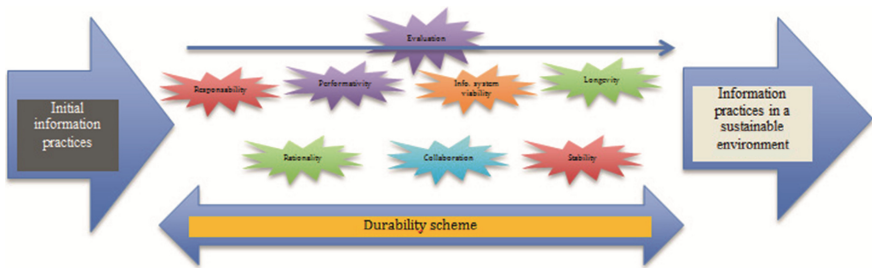 Evaluation
Responsability
Performativity
Info. system
viability
Longevity
Initial
information
practices
Information
practices in a
sustainable
environment
Rationality
Collaboration
Stability
Durability scheme